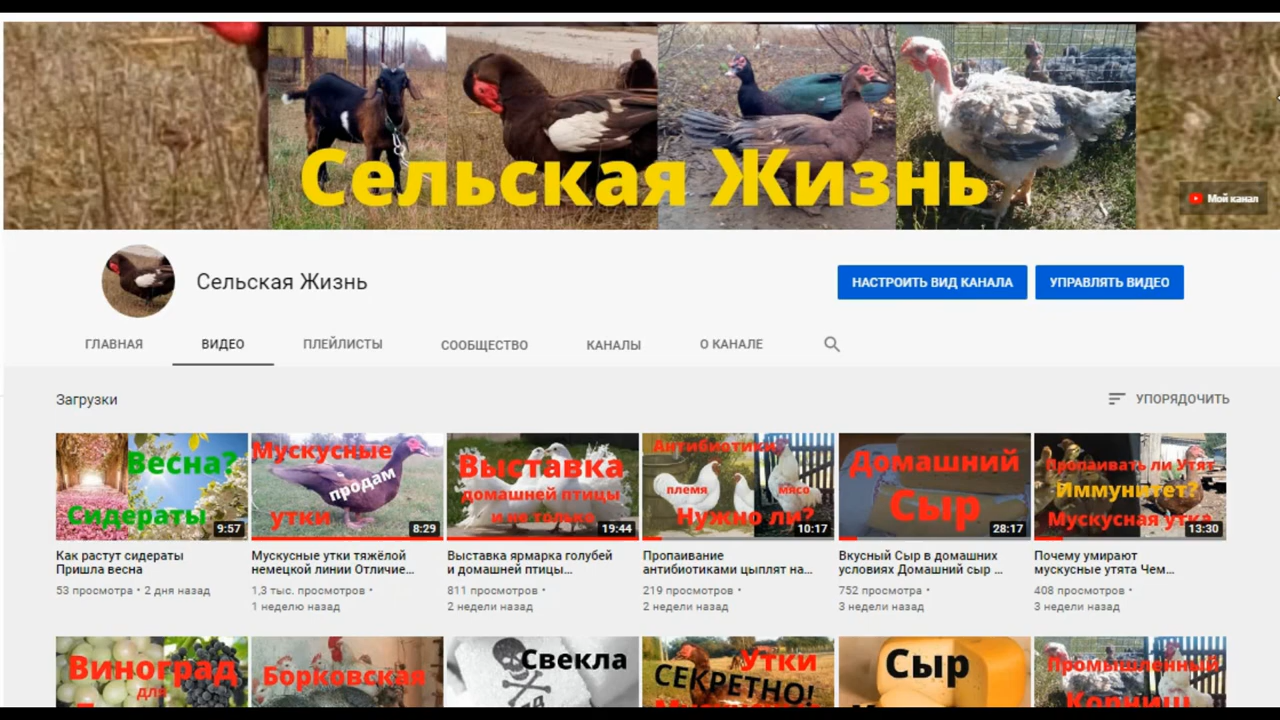 Сельская Жизнь
Мой канал
Сельская Жизнь
НАСТРОИТЬ ВИД КАНАЛА
УПРАВЛЯТЬ ВИДЕО
ГЛАВНАЯ
ВИДЕО
ПЛЕЙЛИСТЫ
СООБЩЕСТВО
КАНАЛЫ
О КАНАЛЕ
Загрузки
УПОРЯДОЧИТЬ
Весна?
Сидераты
9:57
Как растут сидераты
Пришла весна
53 просмотра • 2 дня назад
Мускусные
продам
утки
8:29
Мускусные утки тяжёлой
немецкой линии Отличие...
1,3 тыс. просмотров •
1 неделю назад
Выставка
домашней птицы
и не только
19:44
Выставка ярмарка голубей
и домашней птицы...
811 просмотров •
2 недели назад
Антибиотики
племя
мясо
Нужно ли?
10:17
Пропаивание
антибиотиками цыплят на...
219 просмотров •
2 недели назад
Домашний
Сыр
28:17
Вкусный Сыр в домашних
условиях Домашний сыр ...
752 просмотра •
3 недели назад
Пропаивать ли Утят
Иммунитет?
Мускусная утка
13:30
Почему умирают
мускусные утята Чем...
408 просмотров •
3 недели назад
Виноград
для
Борковская
Свекла
Утки
СЕКРЕТНО!
Сыр
Промышленный
Корниш